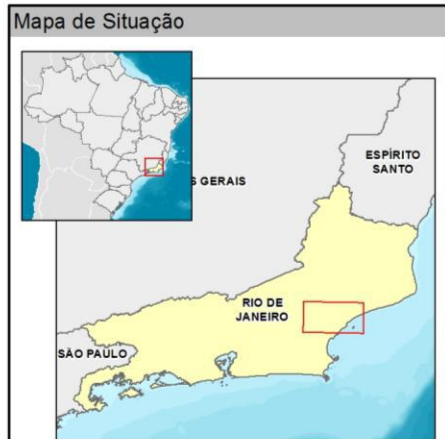 Mapa de Situação
ESPÍRITO
SANTO
S GERAIS
RIO DE
JANEIRO
SÃO PAULO